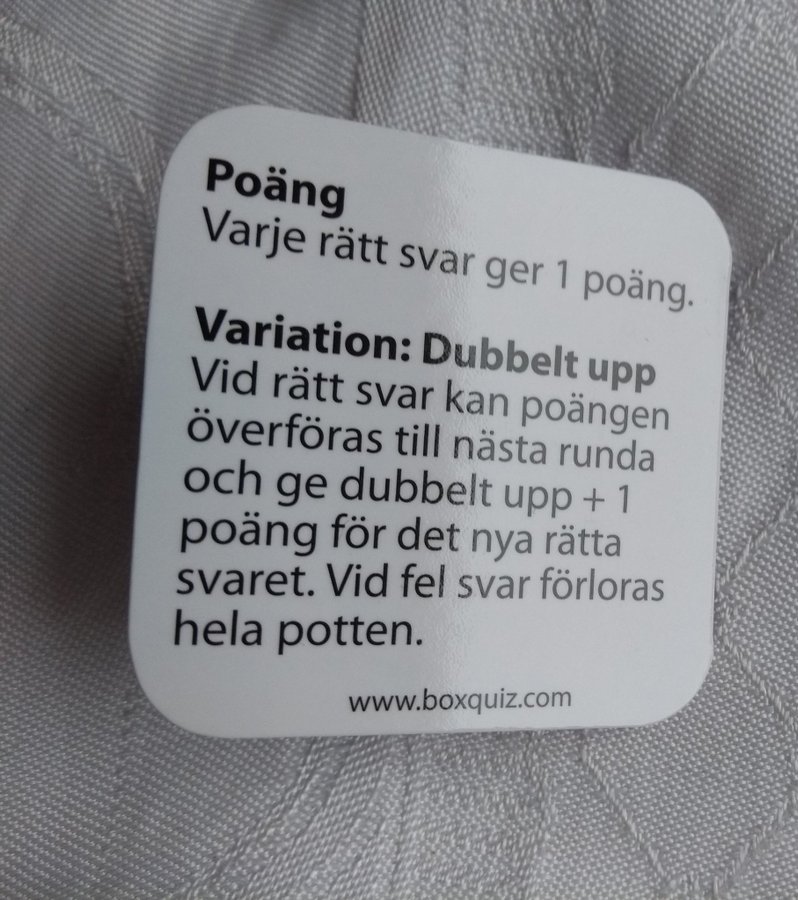 Poäng
Varje rätt svar ger 1 poäng.
Variation: Dubbelt upp
Vid rätt svar kan poängen
överföras till nästa runda
och ge dubbelt upp + 1
poäng för det nya rätta
svaret. Vid fel svar förloras
hela potten.
www.boxquiz.com